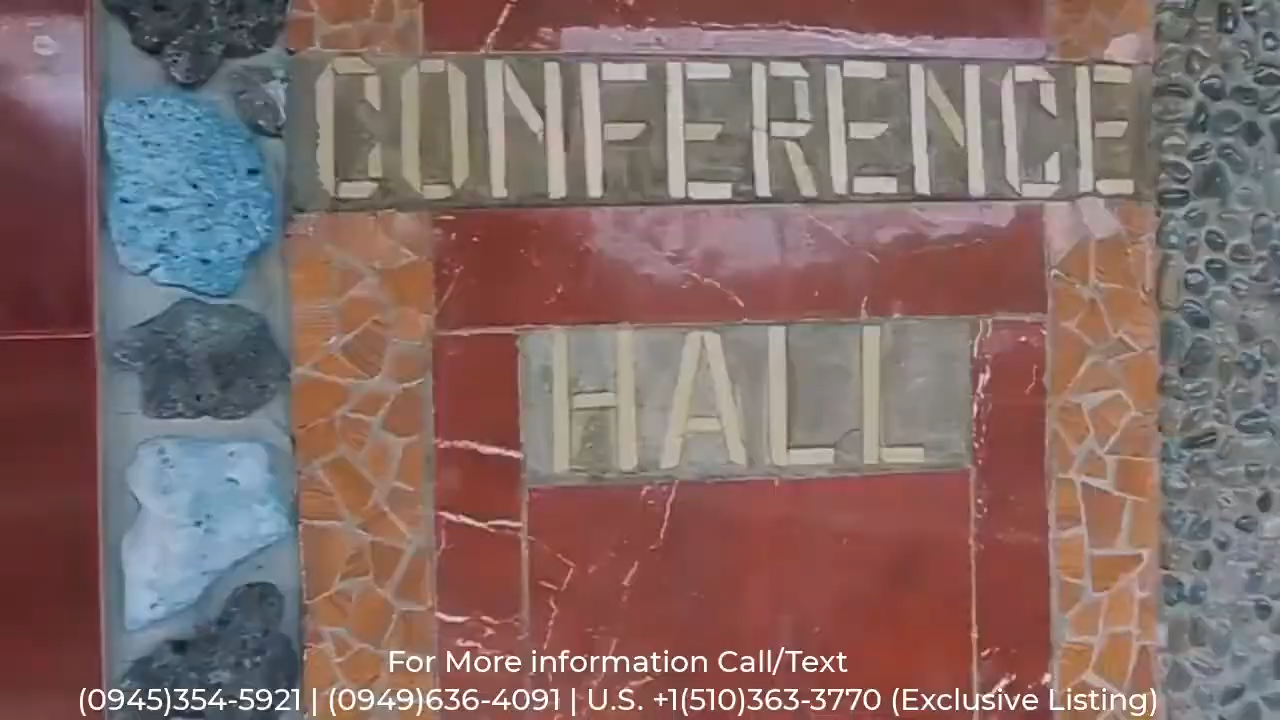 CONFERENCE
HALL
For More information Call/Text
(0945)354-5921 | (0949)636-4091 | U.S. +1(510)363-3770 (Exclusive Listing)